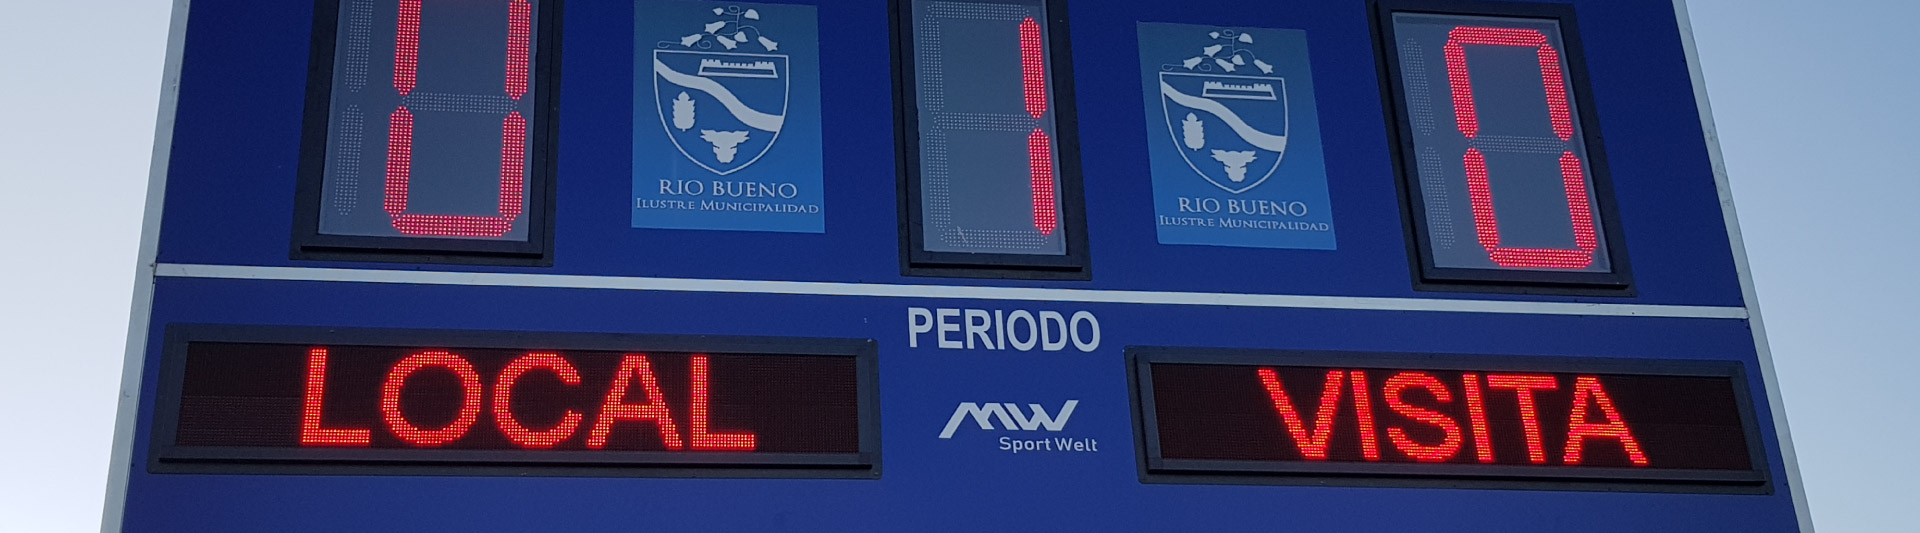 0 1 0
RIO BUENO
ILUSTRE MUNICIPALIDAD
RIO BUENO
ILUSTRE MUNICIPALIDAD
PERIODO
LOCAL
VISITA
MW
Sport Welt